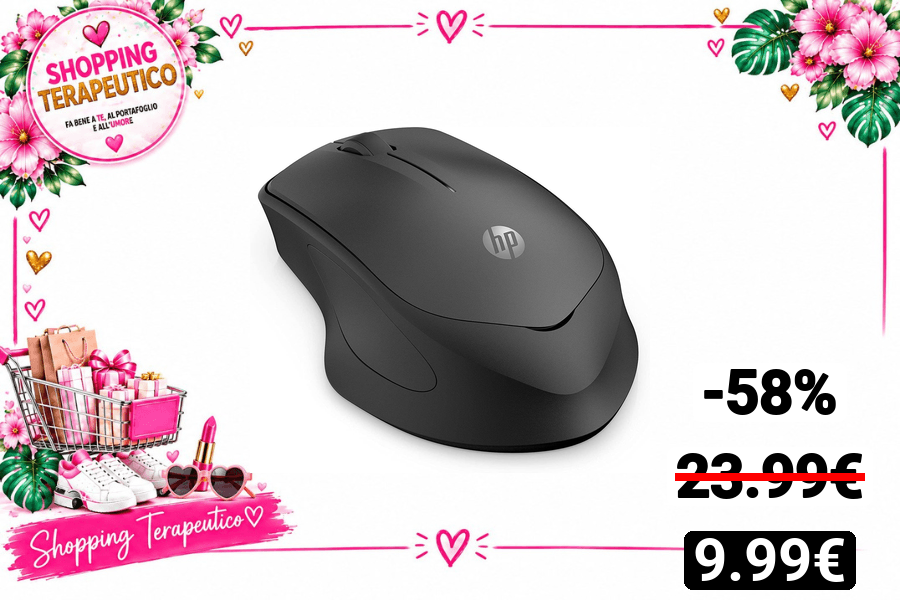 SHOPPING
TERAPEUTICO
FA BENE A TE, AL PORTAFOGLIO
E ALL'UMORE
hp
-58%
23.99€
9.99€
Shopping Terapeutico